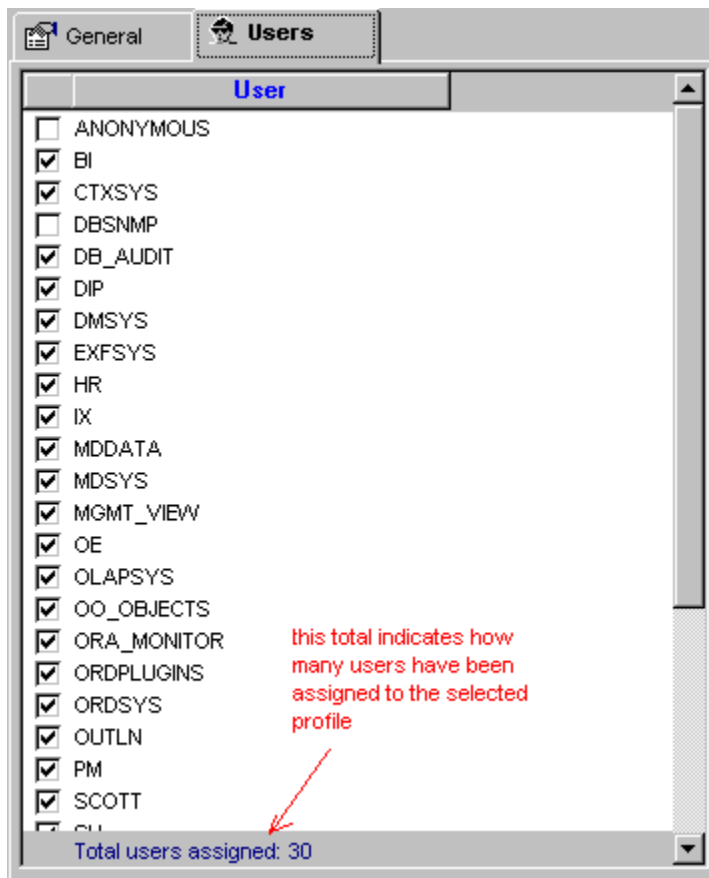 General
Users
User
ANONYMOUS
BI
CTXSYS
DBSNMP
DB_AUDIT
DIP
DMSYS
EXFSYS
HR
IX
MDDATA
MDSYS
MGMT_VIEW
OE
OLAPSYS
OO_OBJECTS
ORA_MONITOR
ORDPLUGINS
ORDSYS
OUTLN
PM
SCOTT
this total indicates how
many users have been
assigned to the selected
profile
Total users assigned: 30